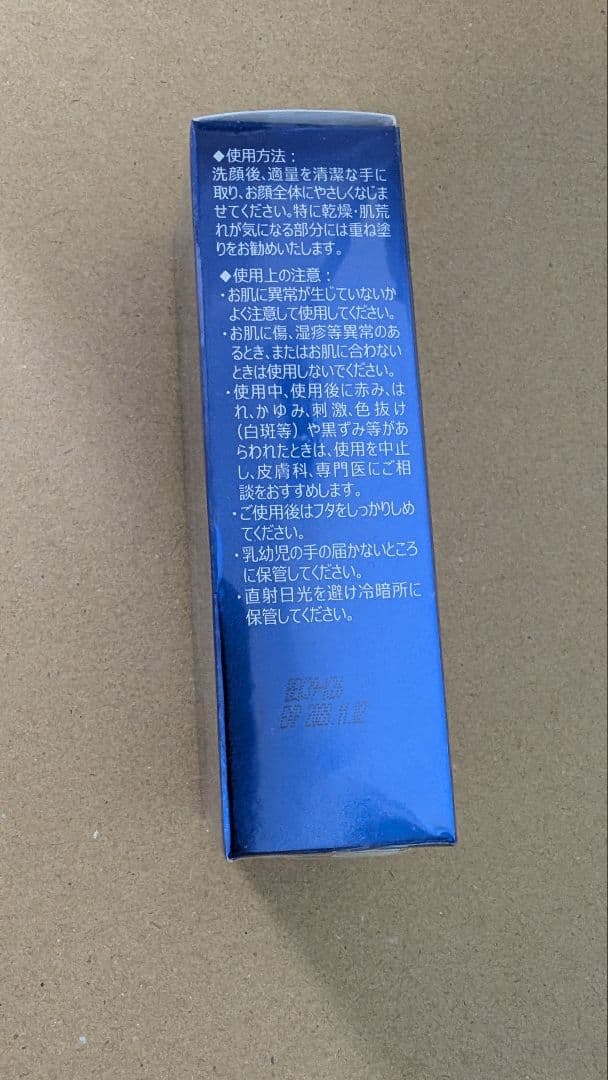 ◆使用方法：
洗顔後、適量を清潔な手に
取り、お顔全体にやさしくなじま
せてください。特に乾燥・肌荒
れが気になる部分には重ね塗
りをお勧めいたします。
◆使用上の注意：
・お肌に異常が生じていないか
よく注意して使用してください。
・お肌に傷、湿疹等異常のあ
るとき、またはお肌に合わない
ときは使用しないでください。
・使用中、使用後に赤み、は
れ、かゆみ、刺激、色抜け
（白斑等）や黒ずみ等があ
らわれたときは、使用を中止
し、皮膚科、専門医にご相
談をおすすめします。
・ご使用後はフタをしっかりしめ
てください。
・乳幼児の手の届かないところ
に保管してください。
・直射日光を避け冷暗所に
保管してください。